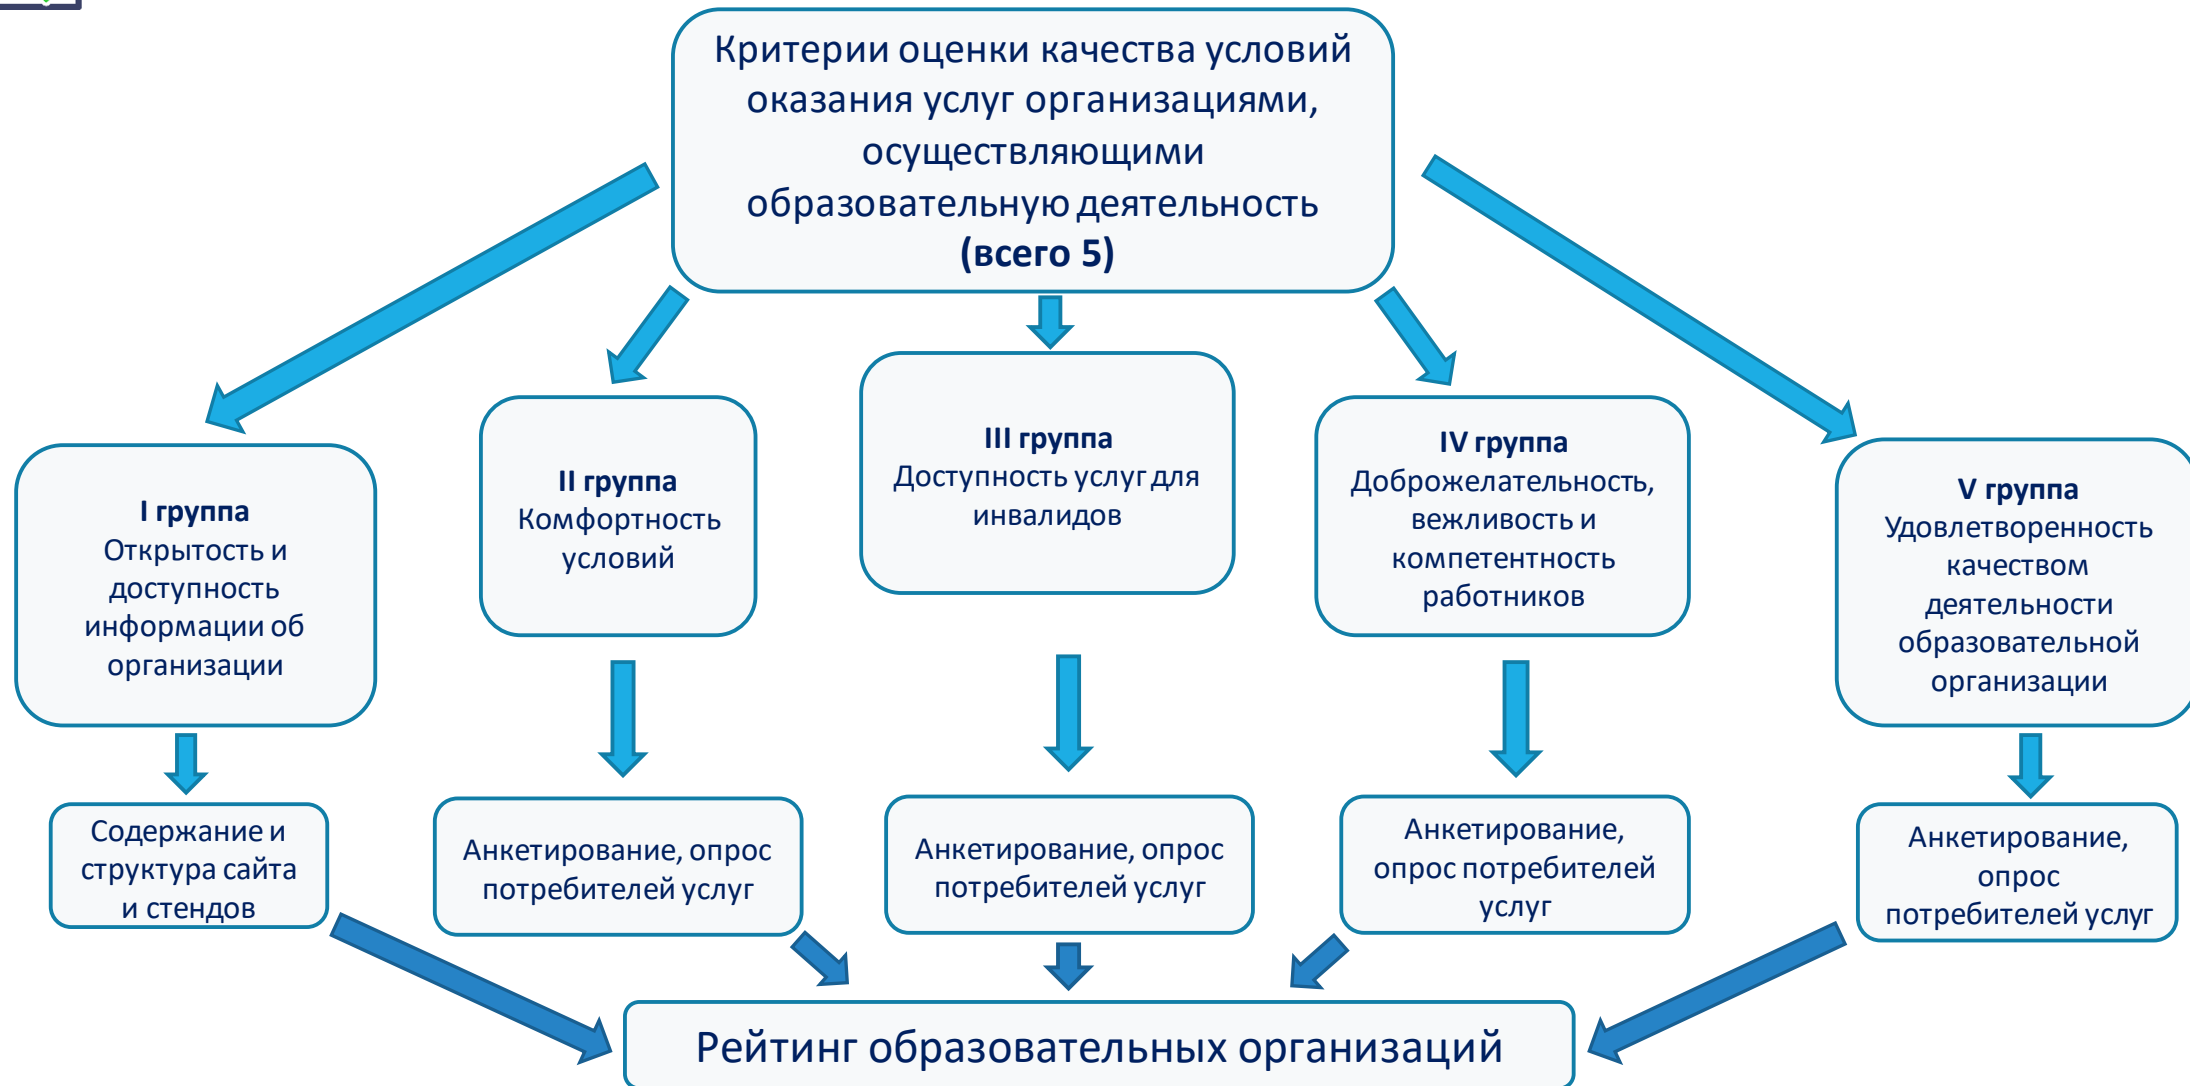 Критерии оценки качества условий
оказания услуг организациями,
осуществляющими
образовательную деятельность
(всего 5)
I группа
Открытость и
доступность
информации об
организации
II группа
Комфортность
условий
III группа
Доступность услуг для
инвалидов
IV группа
Доброжелательность,
вежливость и
компетентность
работников
V группа
Удовлетворенность
качеством
деятельности
образовательной
организации
Содержание и
структура сайта
и стендов
Анкетирование, опрос
потребителей услуг
Анкетирование, опрос
потребителей услуг
Анкетирование,
опрос потребителей
услуг
Анкетирование,
опрос
потребителей услуг
Рейтинг образовательных организаций